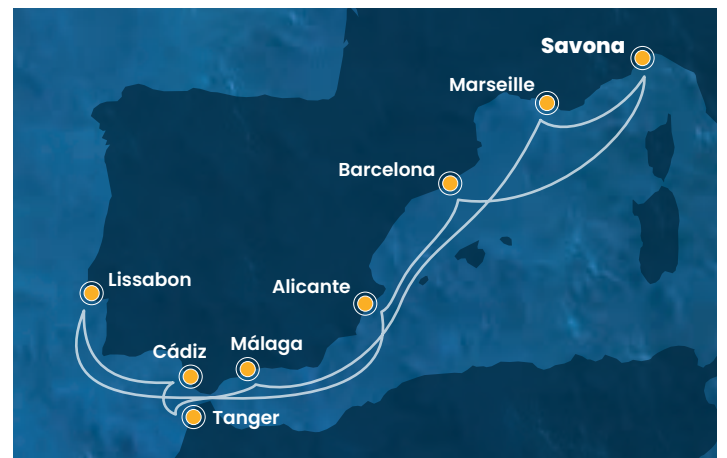 Savona
Marseille
Barcelona
Lissabon
Alicante
Cádiz
Málaga
Tanger